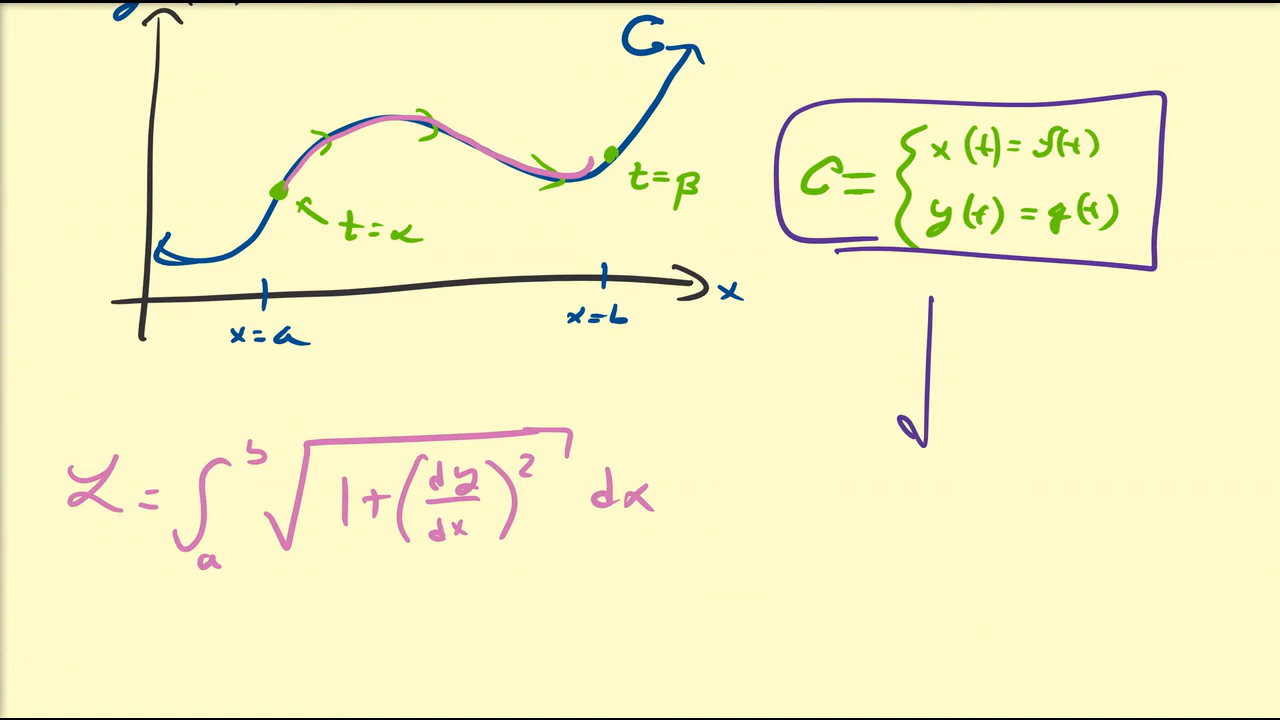 C
C = { x(t) = f(t)
y(t) = g(t)
t = β
t = α
x
x = a
x = b
L = ∫_a^b √(1 + (dy/dx)²) dx